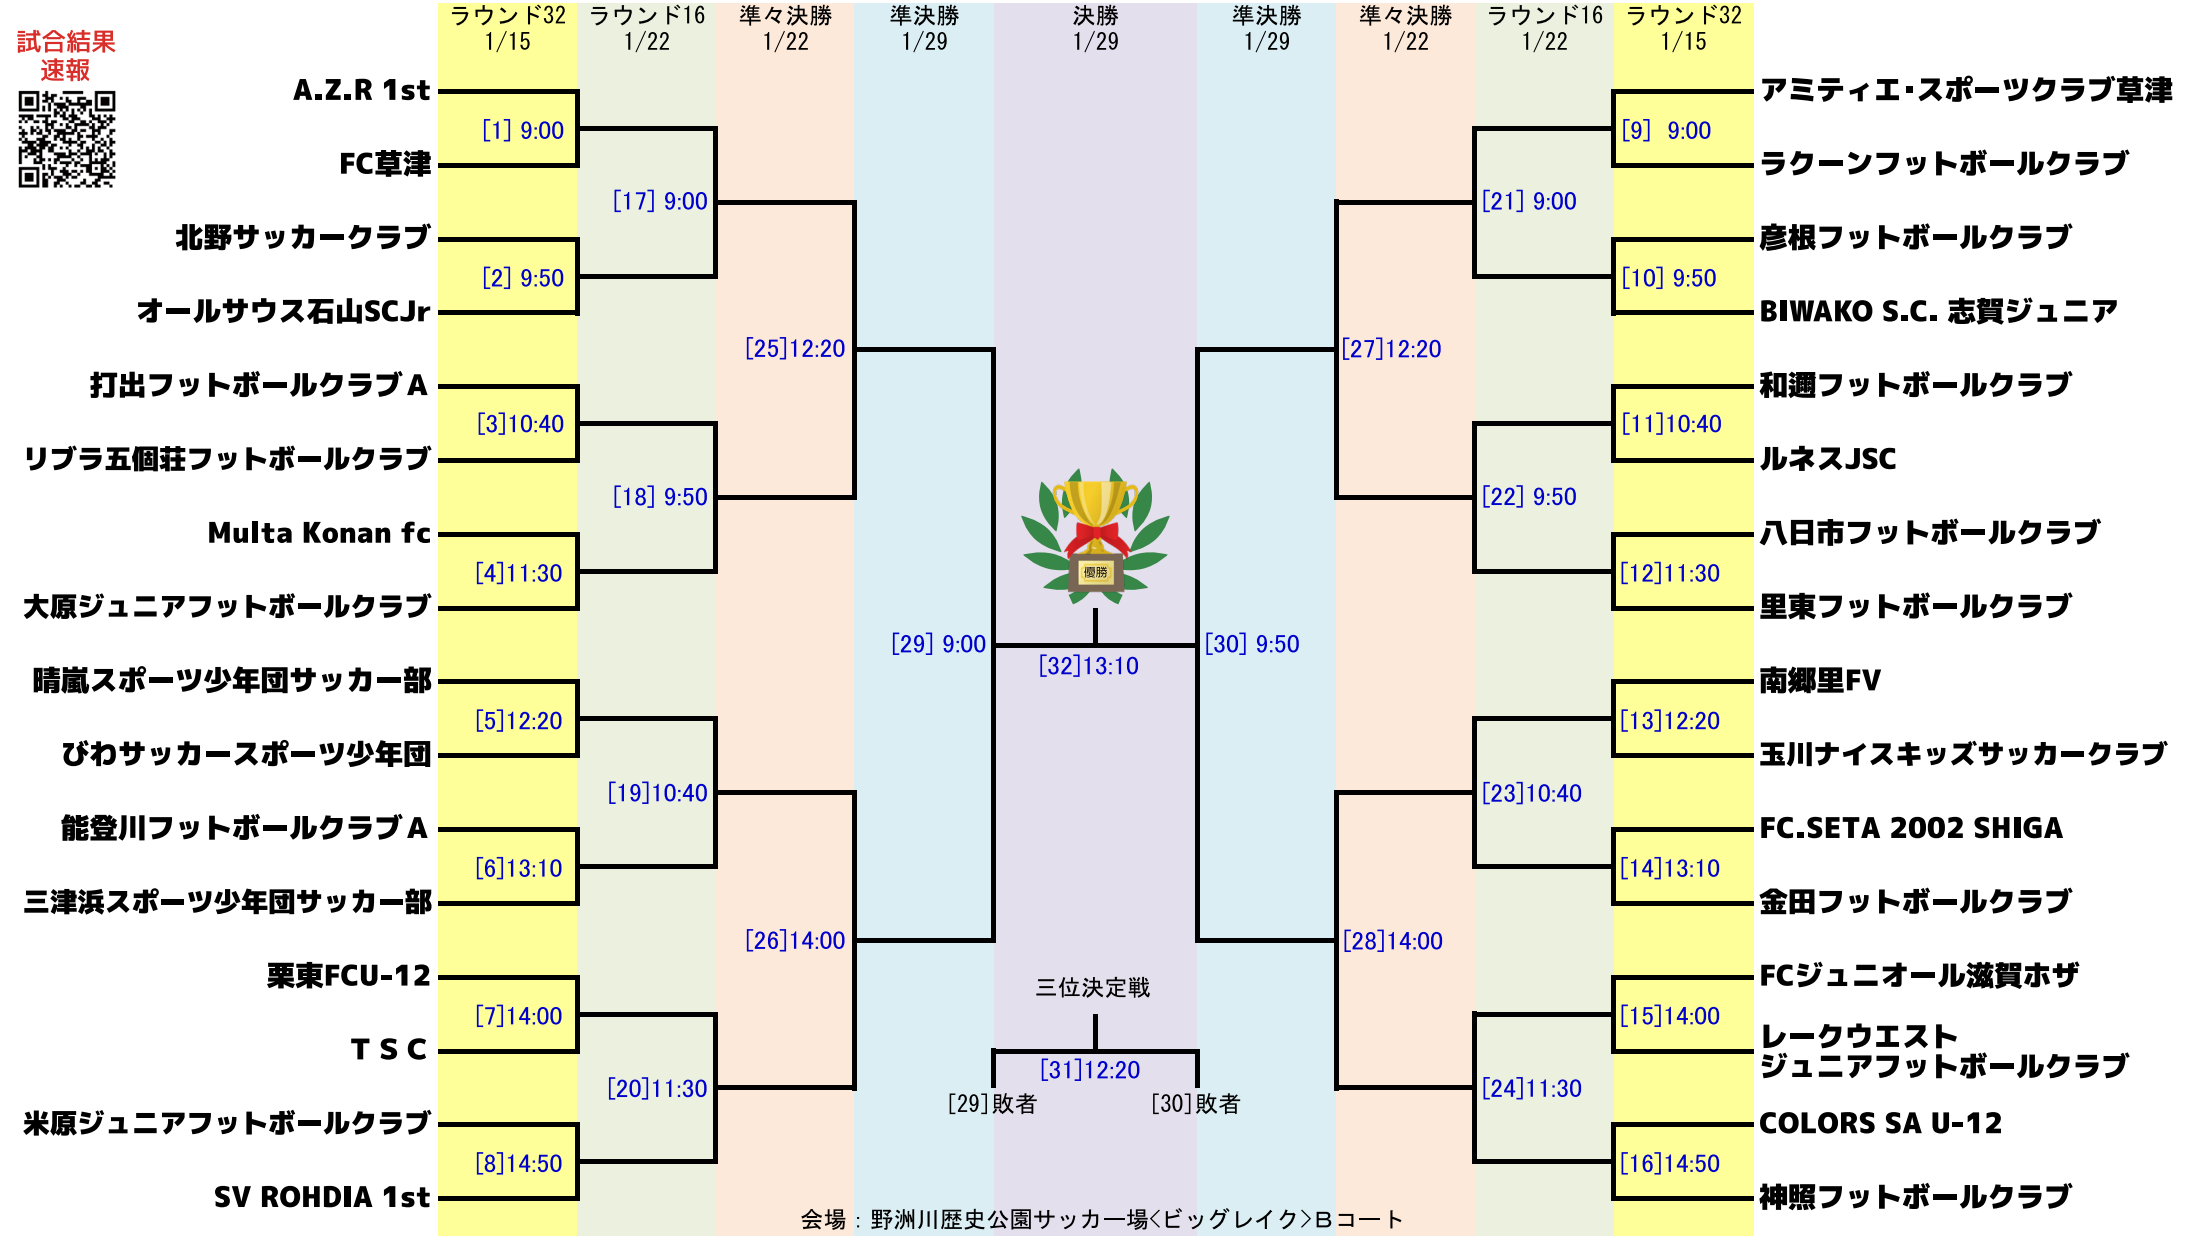 試合結果
速報
ラウンド32
1/15
ラウンド16
1/22
準々決勝
1/22
準決勝
1/29
決勝
1/29
準決勝
1/29
準々決勝
1/22
ラウンド16
1/22
ラウンド32
1/15
A.Z.R 1st
[1] 9:00
FC草津
[17] 9:00
北野サッカークラブ
[2] 9:50
オールサウス石山SCJr
[25]12:20
打出フットボールクラブ A
[3]10:40
リブラ五個荘フットボールクラブ
[18] 9:50
Multa Konan fc
[4]11:30
大原ジュニアフットボールクラブ
[29] 9:00
晴嵐スポーツ少年団サッカー部
[5]12:20
びわサッカースポーツ少年団
[19]10:40
能登川フットボールクラブ A
[6]13:10
三津浜スポーツ少年団サッカー部
[26]14:00
栗東FCU-12
[7]14:00
T S C
[20]11:30
米原ジュニアフットボールクラブ
[8]14:50
SV ROHDIA 1st
優勝
[32]13:10
三位決定戦
[31]12:20
[29]敗者
[30]敗者
アミティエ・スポーツクラブ草津
[9] 9:00
ラクーンフットボールクラブ
[21] 9:00
彦根フットボールクラブ
[10] 9:50
BIWAKO S.C. 志賀ジュニア
[27]12:20
和邇フットボールクラブ
[11]10:40
ルネスJSC
[22] 9:50
八日市フットボールクラブ
[12]11:30
里東フットボールクラブ
[30] 9:50
南郷里FV
[13]12:20
玉川ナイスキッズサッカークラブ
[23]10:40
FC.SETA 2002 SHIGA
[14]13:10
金田フットボールクラブ
[28]14:00
FCジュニオール滋賀ホザ
[15]14:00
レークウエスト
ジュニアフットボールクラブ
[24]11:30
COLORS SA U-12
[16]14:50
神照フットボールクラブ
会場：野洲川歴史公園サッカー場<ビッグレイク>Ｂコート